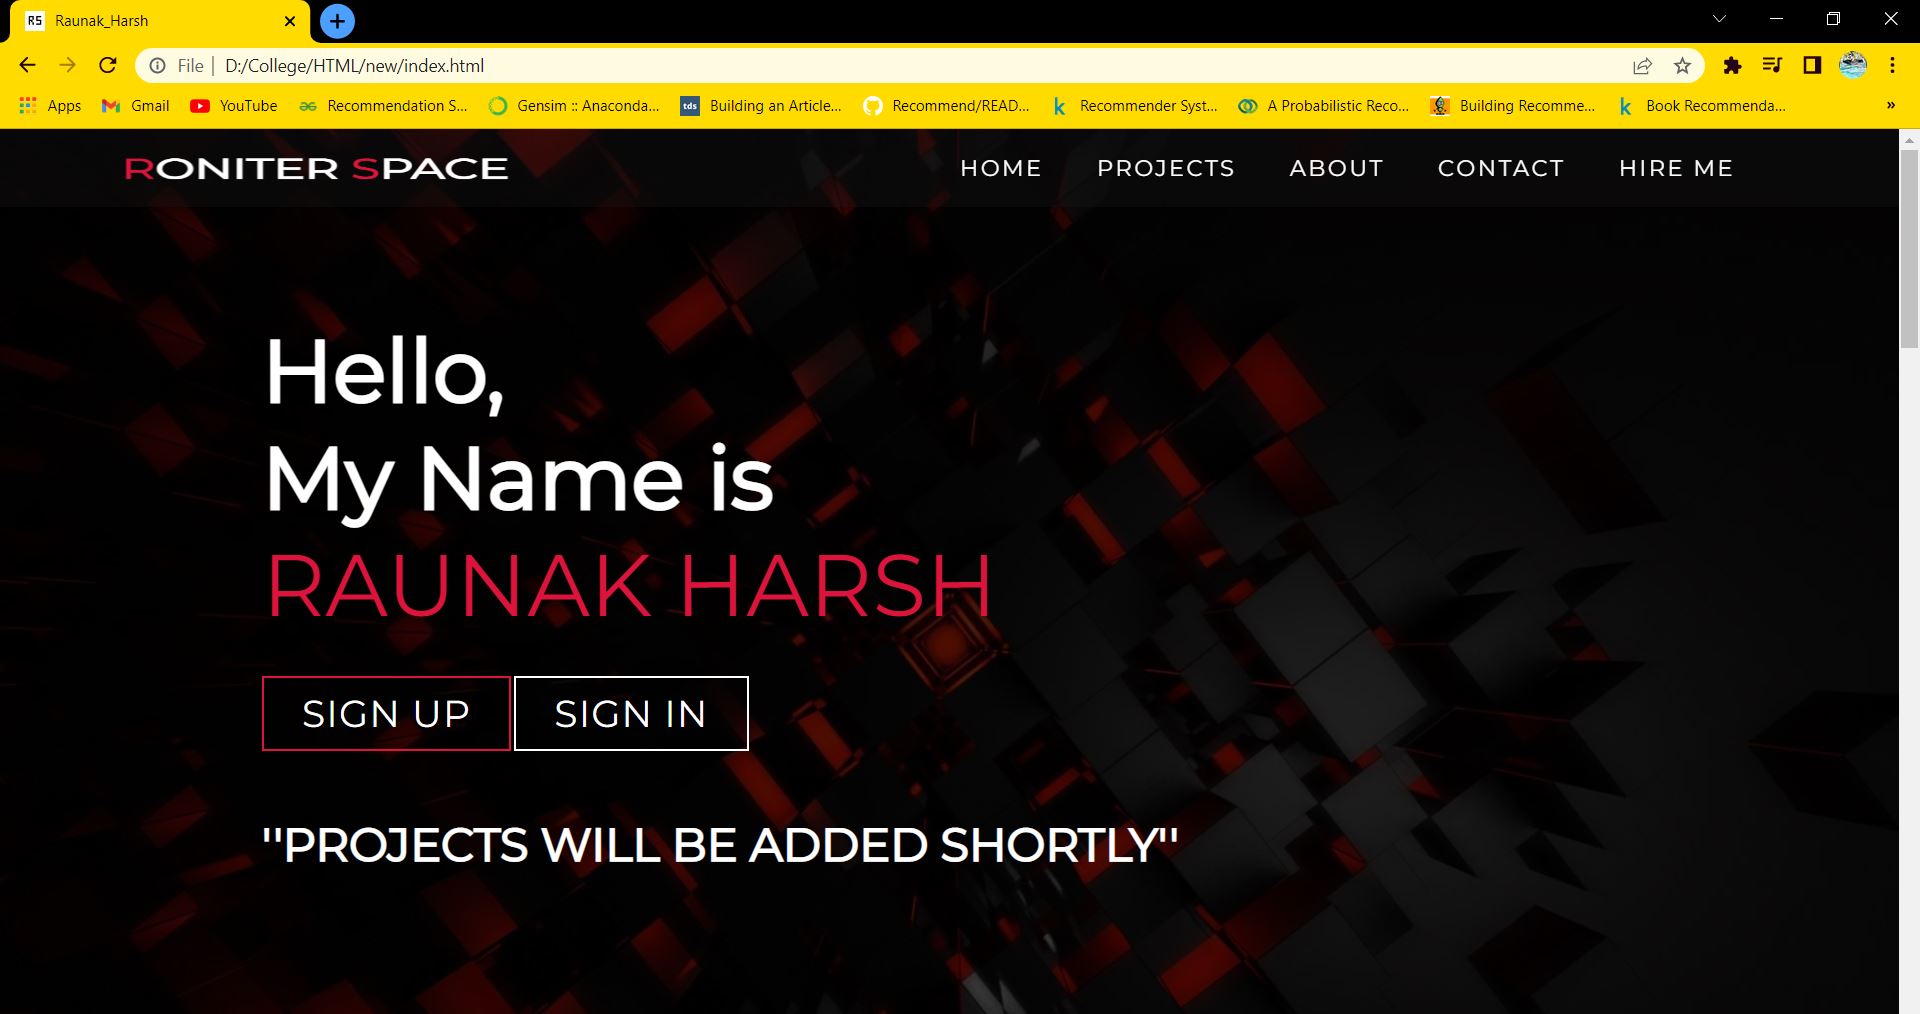 RS Raunak_Harsh
File D:/College/HTML/new/index.html
Apps Gmail YouTube Recommendation S... Gensim :: Anaconda... tds Building an Article... Recommend/READ... k Recommender Syst... A Probabilistic Reco... Building Recomme... k Book Recommenda... »
RONITER SPACE HOME PROJECTS ABOUT CONTACT HIRE ME
Hello,
My Name is
RAUNAK HARSH
SIGN UP SIGN IN
"PROJECTS WILL BE ADDED SHORTLY"